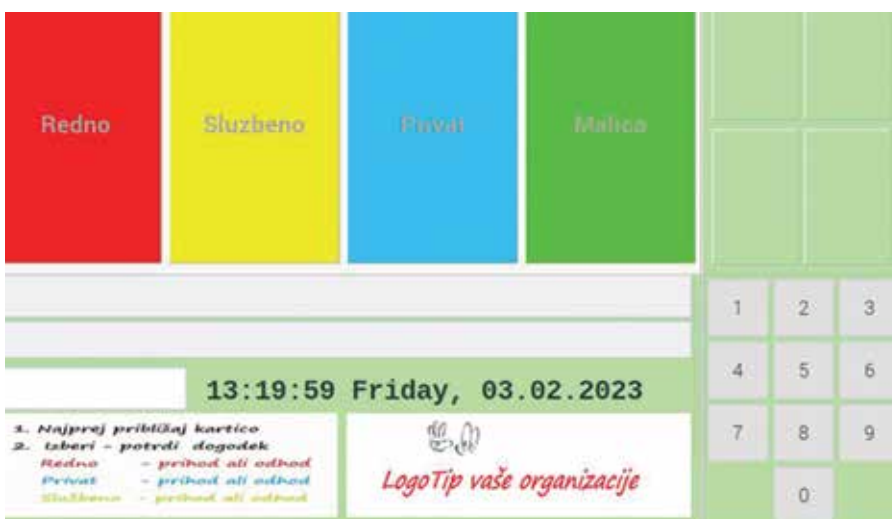 Redno Sluzbeno Privat Malica
1 2 3
13:19:59 Friday, 03.02.2023
4 5 6
1. Najprej približaj kartico
2. Izberi - potrdi dogodek
Redno - prihod ali odhod
Privat - prihod ali odhod
Službeno - prihod ali odhod
LogoTip vaše organizacije
7 8 9
0